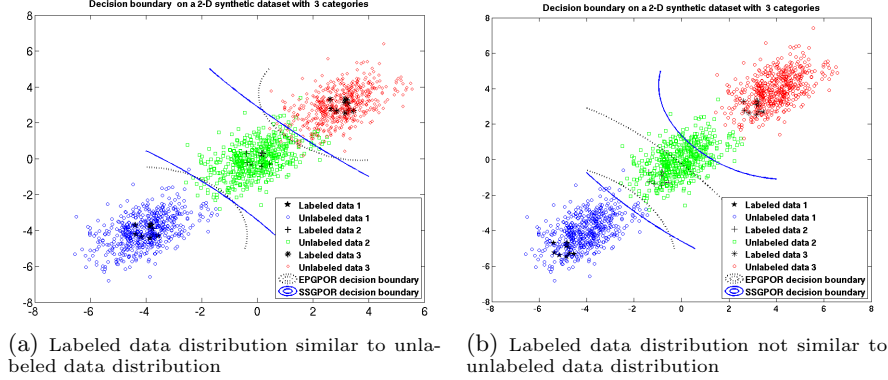 Decision boundary on a 2-D synthetic dataset with 3 categories
8
6
4
2
0
-2
-4
-6
-8
-8 -6 -4 -2 0 2 4 6
Labeled data 1
Unlabeled data 1
Labeled data 2
Unlabeled data 2
Labeled data 3
Unlabeled data 3
EPGPOR decision boundary
SSGPOR decision boundary
(a) Labeled data distribution similar to unla-
beled data distribution
Decision boundary on a 2-D synthetic dataset with 3 categories
8
6
4
2
0
-2
-4
-6
-8
-8 -6 -4 -2 0 2 4 6 8
Labeled data 1
Unlabeled data 1
Labeled data 2
Unlabeled data 2
Labeled data 3
Unlabeled data 3
EPGPOR decision boundary
SSGPOR decision boundary
(b) Labeled data distribution not similar to
unlabeled data distribution